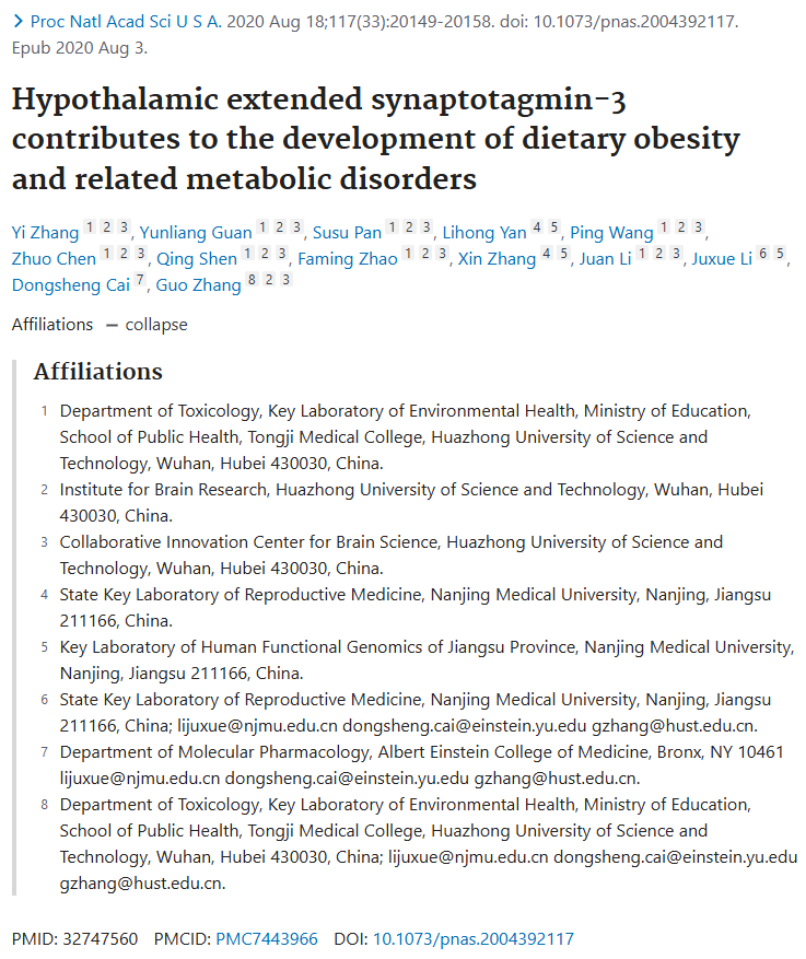 Proc Natl Acad Sci U S A. 2020 Aug 18;117(33):20149-20158. doi: 10.1073/pnas.2004392117.
Epub 2020 Aug 3.
Hypothalamic extended synaptotagmin-3
contributes to the development of dietary obesity
and related metabolic disorders
Yi Zhang 1 2 3, Yunliang Guan 1 2 3, Susu Pan 1 2 3, Lihong Yan 4 5, Ping Wang 1 2 3,
Zhuo Chen 1 2 3, Qing Shen 1 2 3, Faming Zhao 1 2 3, Xin Zhang 4 5, Juan Li 1 2 3, Juxue Li 6 5,
Dongsheng Cai 7, Guo Zhang 8 2 3
Affiliations — collapse
Affiliations
1 Department of Toxicology, Key Laboratory of Environmental Health, Ministry of Education,
School of Public Health, Tongji Medical College, Huazhong University of Science and
Technology, Wuhan, Hubei 430030, China.
2 Institute for Brain Research, Huazhong University of Science and Technology, Wuhan, Hubei
430030, China.
3 Collaborative Innovation Center for Brain Science, Huazhong University of Science and
Technology, Wuhan, Hubei 430030, China.
4 State Key Laboratory of Reproductive Medicine, Nanjing Medical University, Nanjing, Jiangsu
211166, China.
5 Key Laboratory of Human Functional Genomics of Jiangsu Province, Nanjing Medical University,
Nanjing, Jiangsu 211166, China.
6 State Key Laboratory of Reproductive Medicine, Nanjing Medical University, Nanjing, Jiangsu
211166, China; lijuxue@njmu.edu.cn dongsheng.cai@einstein.yu.edu gzhang@hust.edu.cn.
7 Department of Molecular Pharmacology, Albert Einstein College of Medicine, Bronx, NY 10461
lijuxue@njmu.edu.cn dongsheng.cai@einstein.yu.edu gzhang@hust.edu.cn.
8 Department of Toxicology, Key Laboratory of Environmental Health, Ministry of Education,
School of Public Health, Tongji Medical College, Huazhong University of Science and
Technology, Wuhan, Hubei 430030, China; lijuxue@njmu.edu.cn dongsheng.cai@einstein.yu.edu
gzhang@hust.edu.cn.
PMID: 32747560 PMCID: PMC7443966 DOI: 10.1073/pnas.2004392117